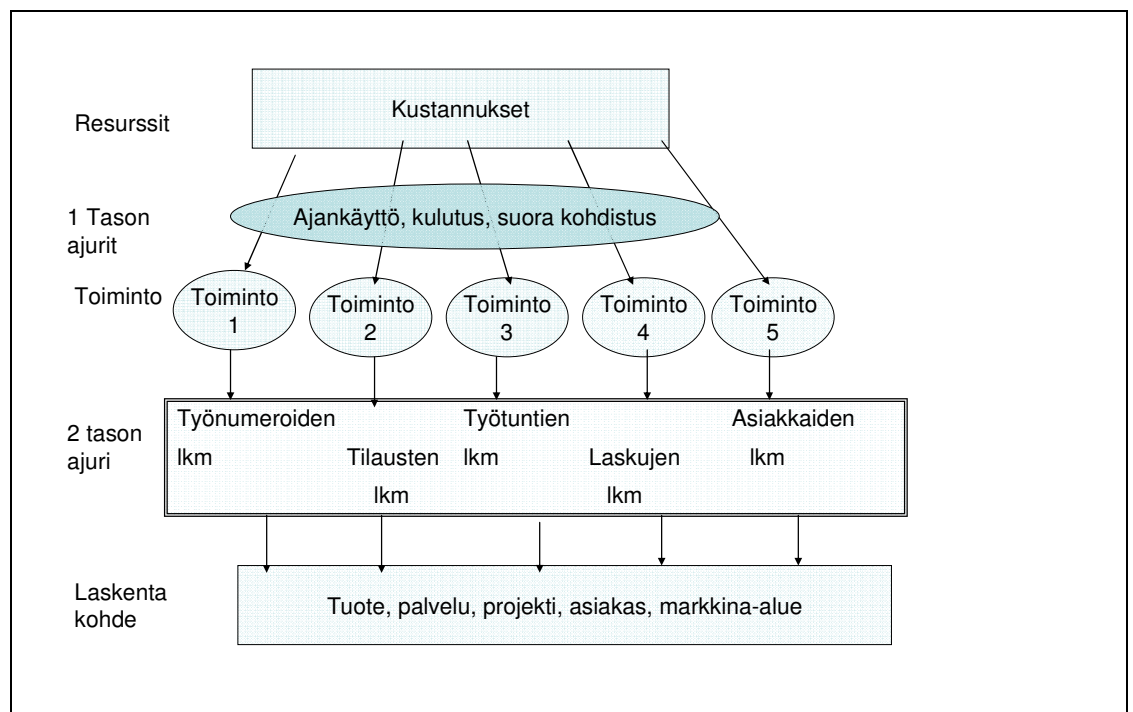 Kustannukset
Resurssit
1 Tason
ajurit
Ajankäyttö, kulutus, suora kohdistus
Toiminto
Toiminto
1
Toiminto
2
Toiminto
3
Toiminto
4
Toiminto
5
2 tason
ajuri
Työnumeroiden
lkm
Tilausten
lkm
Työtuntien
lkm
Laskujen
lkm
Asiakkaiden
lkm
Laskenta
kohde
Tuote, palvelu, projekti, asiakas, markkina-alue